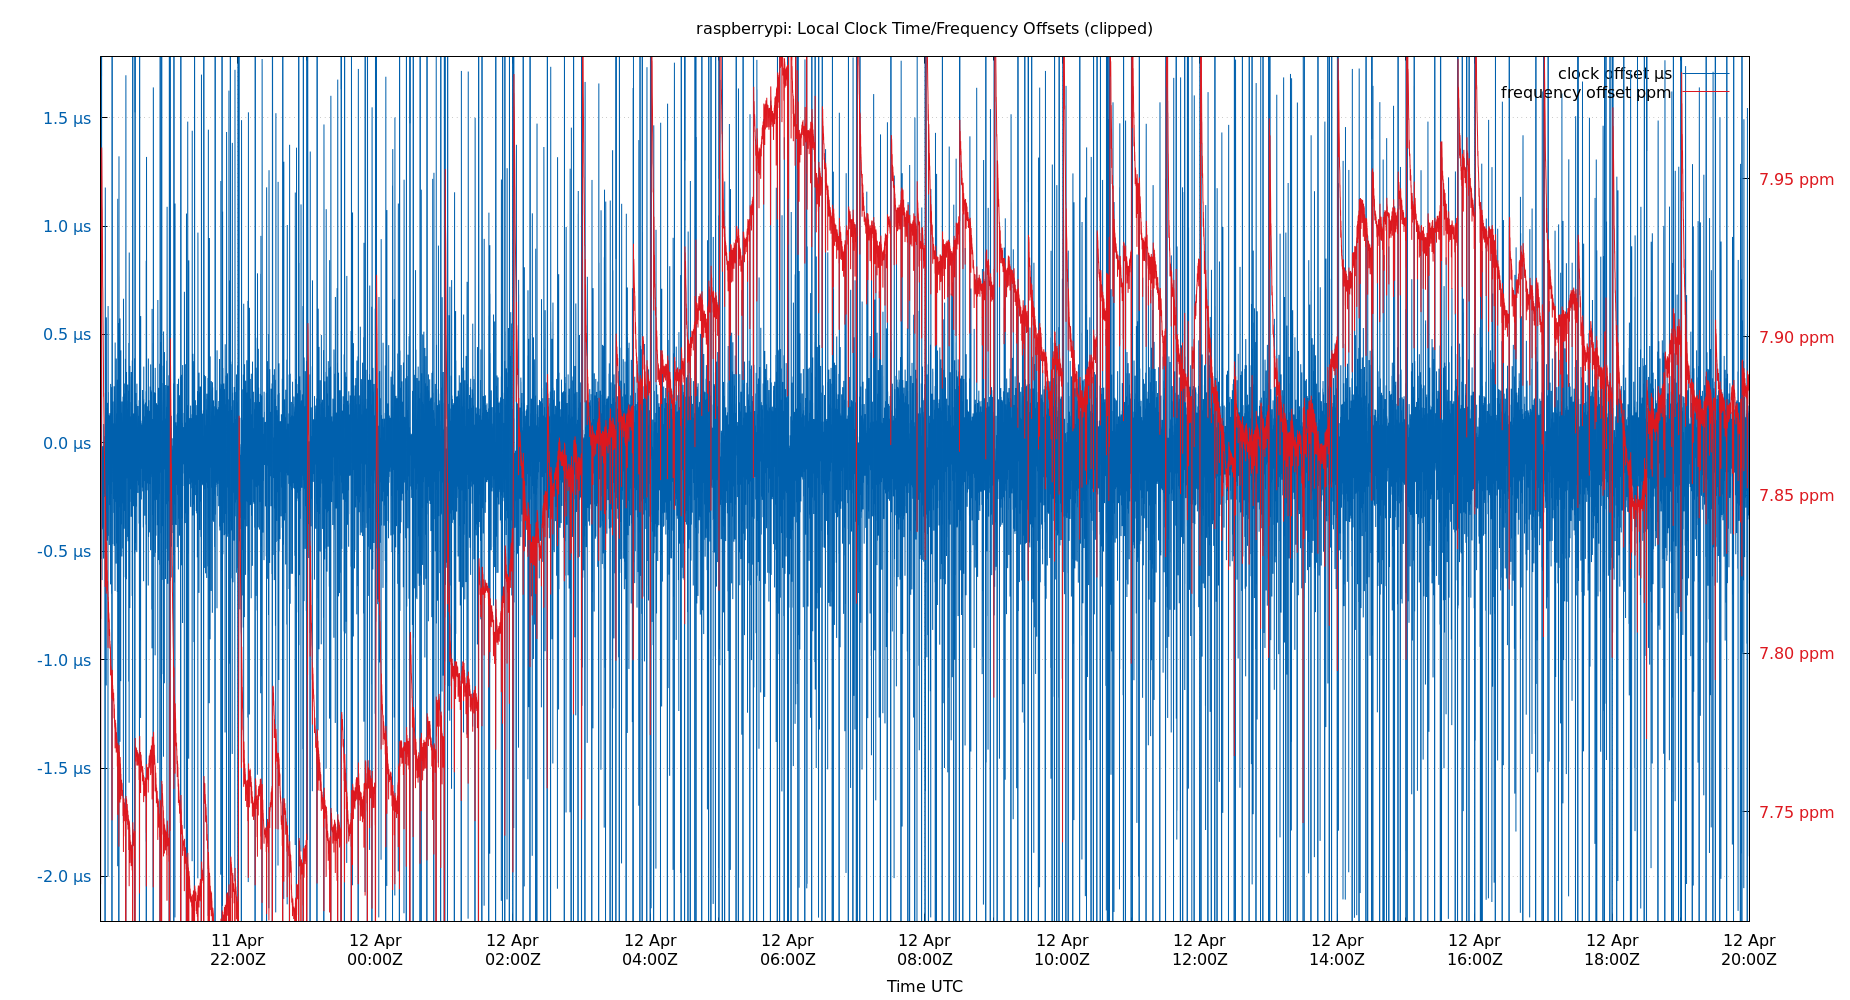 raspberrypi: Local Clock Time/Frequency Offsets (clipped)
clock offset μs
frequency offset ppm
1.5 μs
1.0 μs
0.5 μs
0.0 μs
-0.5 μs
-1.0 μs
-1.5 μs
-2.0 μs
7.95 ppm
7.90 ppm
7.85 ppm
7.80 ppm
7.75 ppm
11 Apr
22:00Z
12 Apr
00:00Z
12 Apr
02:00Z
12 Apr
04:00Z
12 Apr
06:00Z
12 Apr
08:00Z
12 Apr
10:00Z
12 Apr
12:00Z
12 Apr
14:00Z
12 Apr
16:00Z
12 Apr
18:00Z
12 Apr
20:00Z
Time UTC